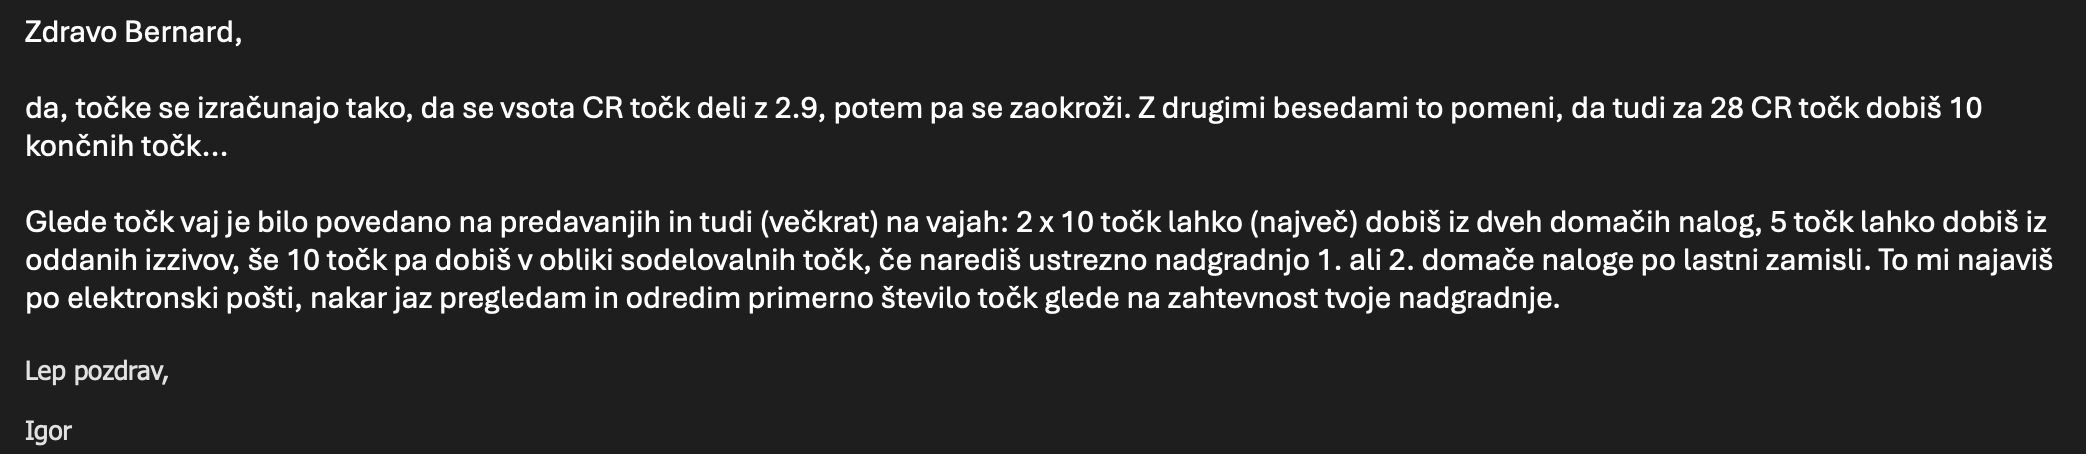 Zdravo Bernard,
da, točke se izračunajo tako, da se vsota CR točk deli z 2.9, potem pa se zaokroži. Z drugimi besedami to pomeni, da tudi za 28 CR točk dobiš 10
končnih točk...
Glede točk vaj je bilo povedano na predavanjih in tudi (večkrat) na vajah: 2 x 10 točk lahko (največ) dobiš iz dveh domačih nalog, 5 točk lahko dobiš iz
oddanih izzivov, še 10 točk pa dobiš v obliki sodelovalnih točk, če narediš ustrezno nadgradnjo 1. ali 2. domače naloge po lastni zamisli. To mi najaviš
po elektronski pošti, nakar jaz pregledam in odredim primerno število točk glede na zahtevnost tvoje nadgradnje.
Lep pozdrav,
Igor